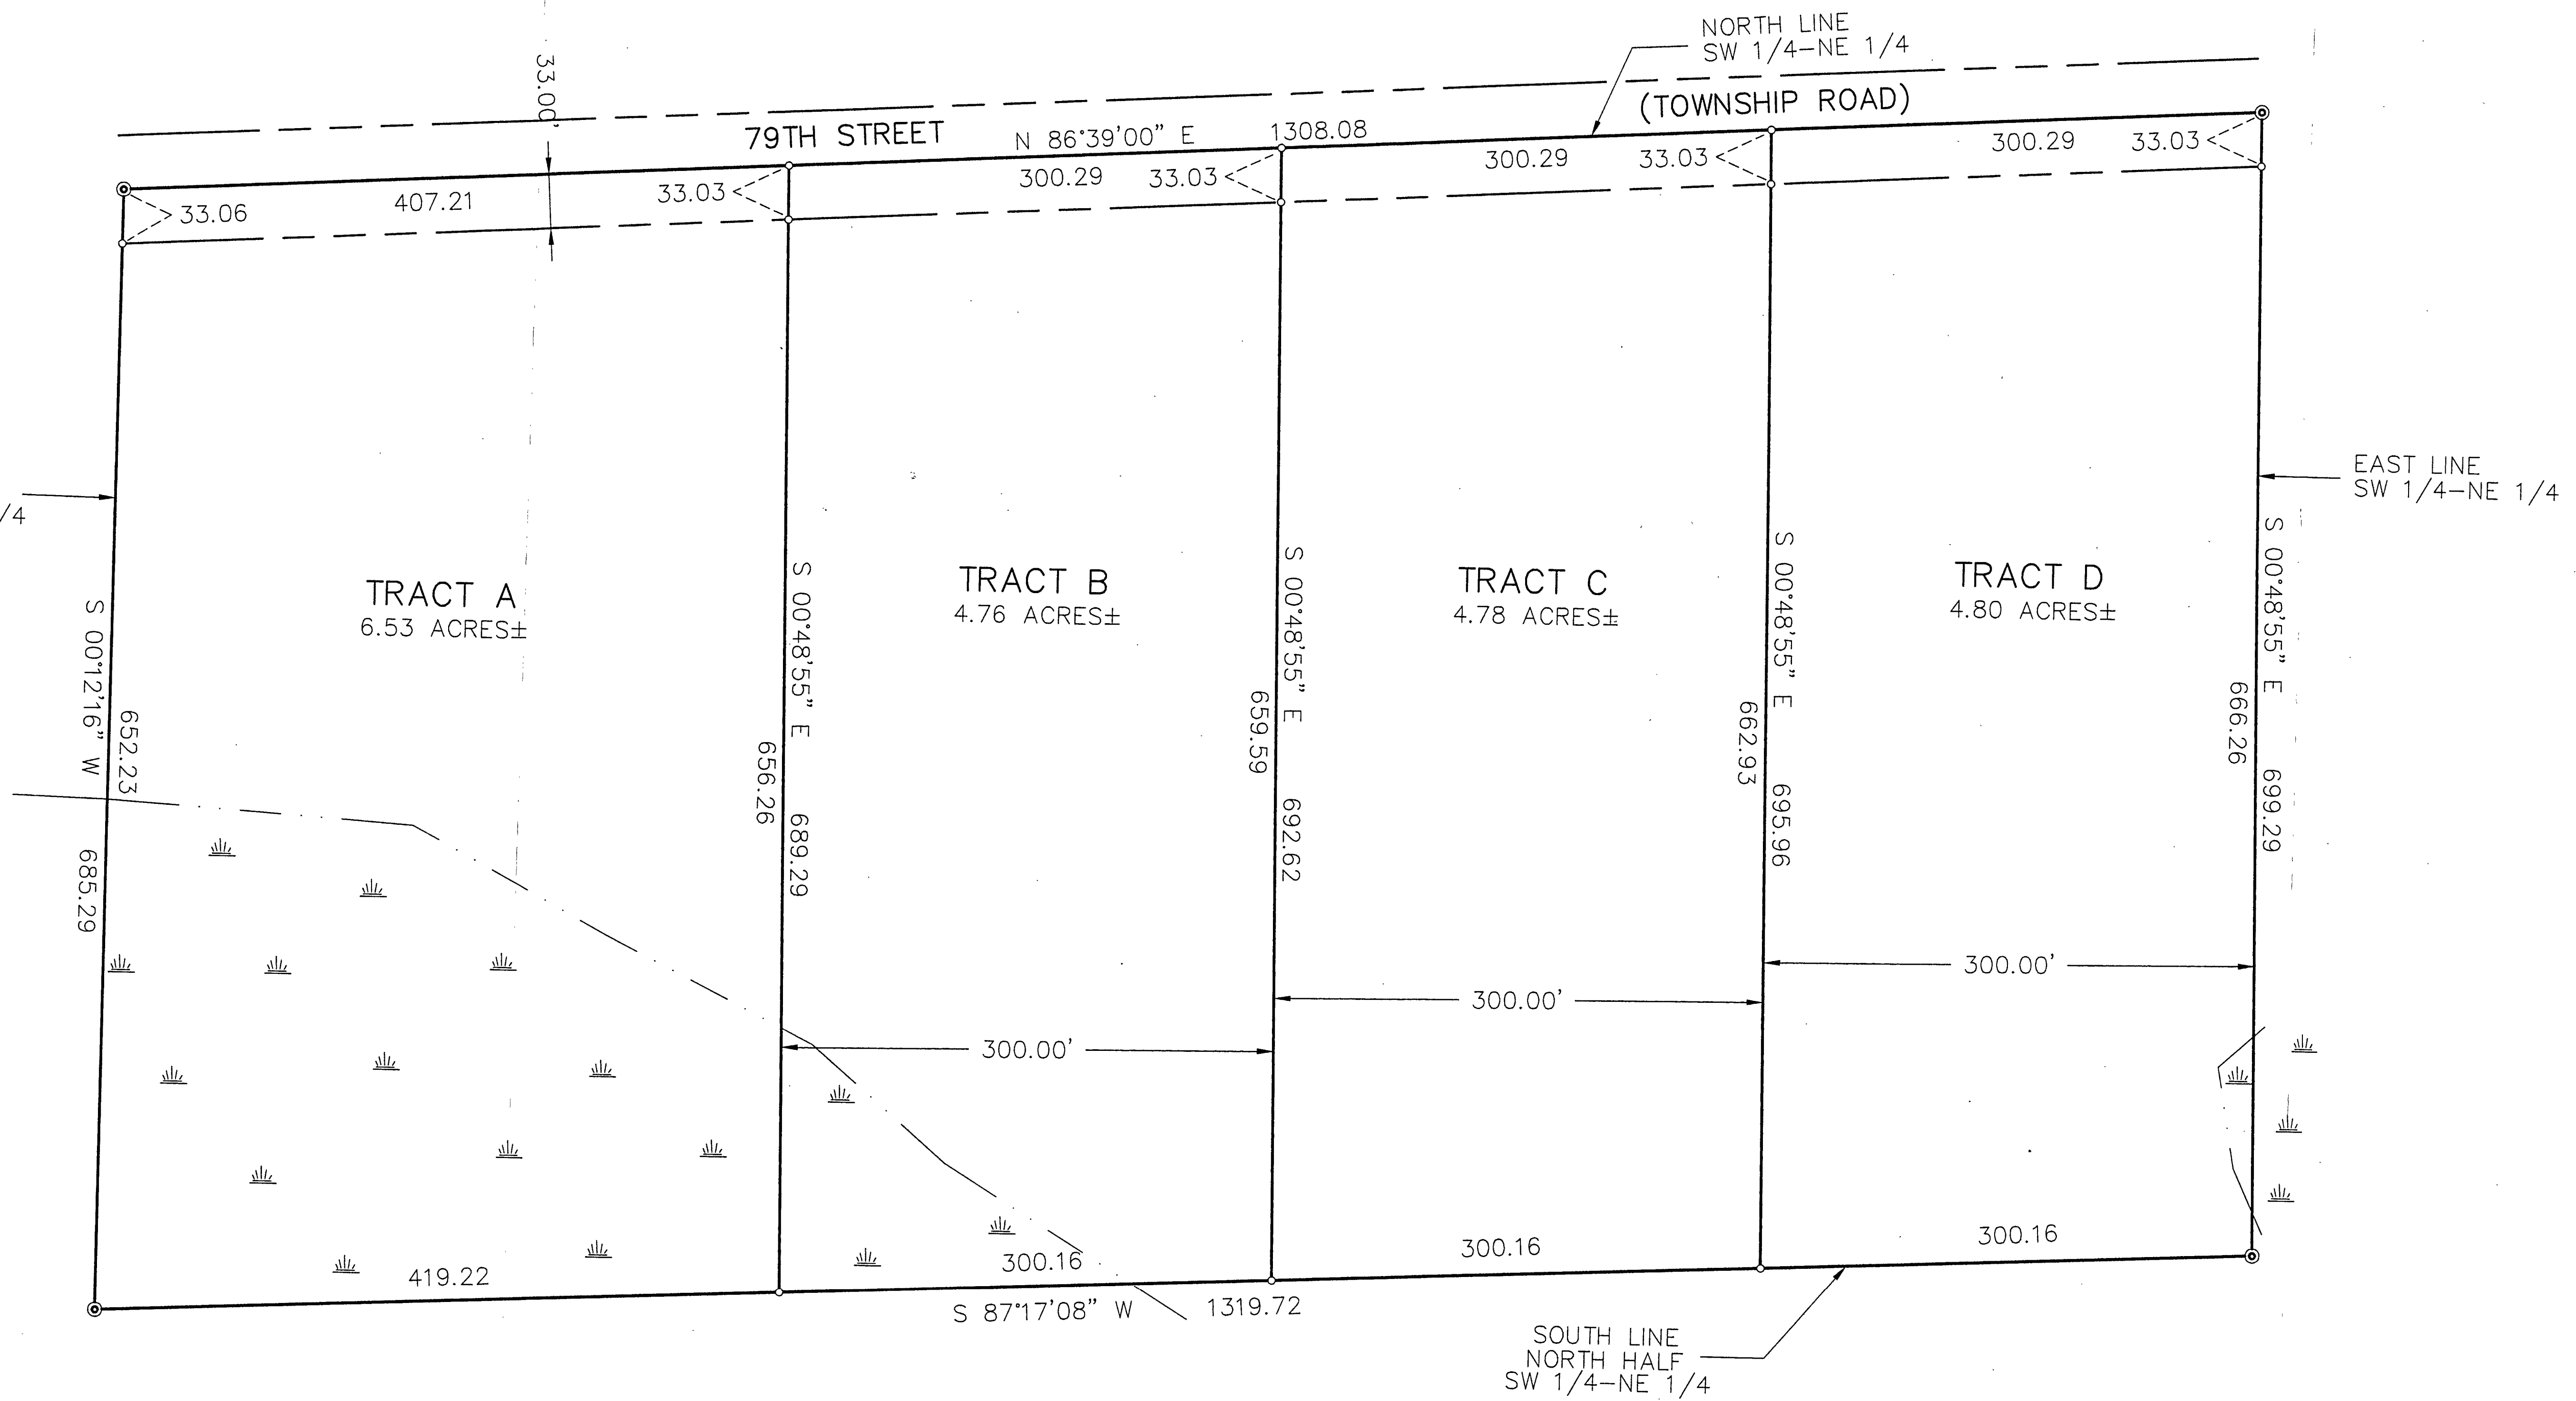 NORTH LINE
SW 1/4-NE 1/4
33.00'
(TOWNSHIP ROAD)
79TH STREET
N 86°39'00" E 1308.08
33.06
407.21
33.03
300.29
33.03
300.29
33.03
300.29
33.03
/4
EAST LINE
SW 1/4-NE 1/4
TRACT A
6.53 ACRES±
TRACT B
4.76 ACRES±
TRACT C
4.78 ACRES±
TRACT D
4.80 ACRES±
S 00°12'16" W 685.29
652.23
656.26
S 00°48'55" E 689.29
659.59
S 00°48'55" E 692.62
662.93
S 00°48'55" E 695.96
666.26
S 00°48'55" E 699.29
300.00'
300.00'
300.00'
419.22
300.16
300.16
300.16
S 87°17'08" W 1319.72
SOUTH LINE
NORTH HALF
SW 1/4-NE 1/4